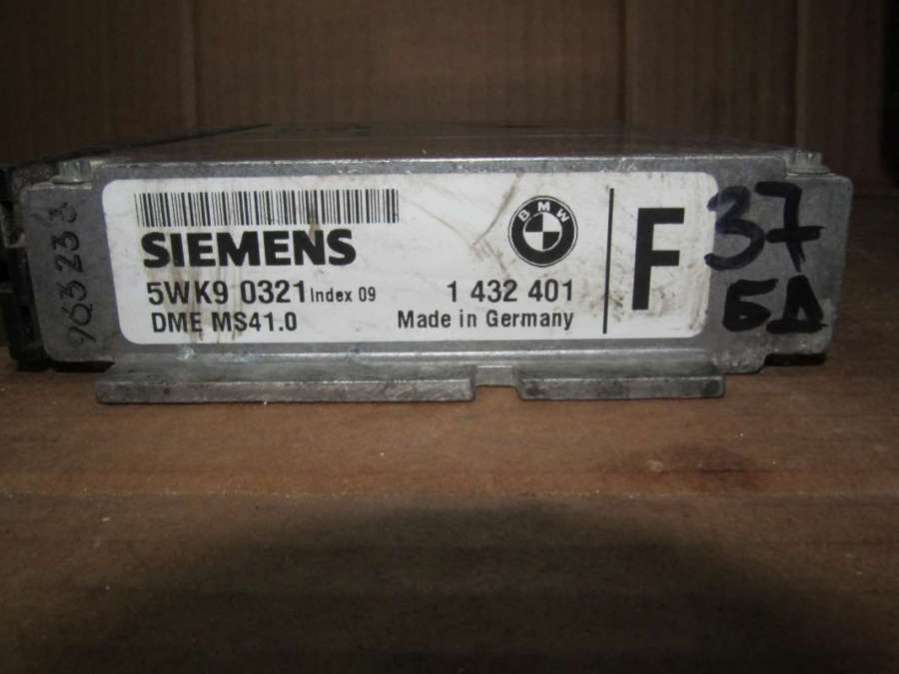 SIEMENS
BMW
5WK9 0321 Index 09
1 432 401
DME MS41.0
Made in Germany
F
37
БД
963233